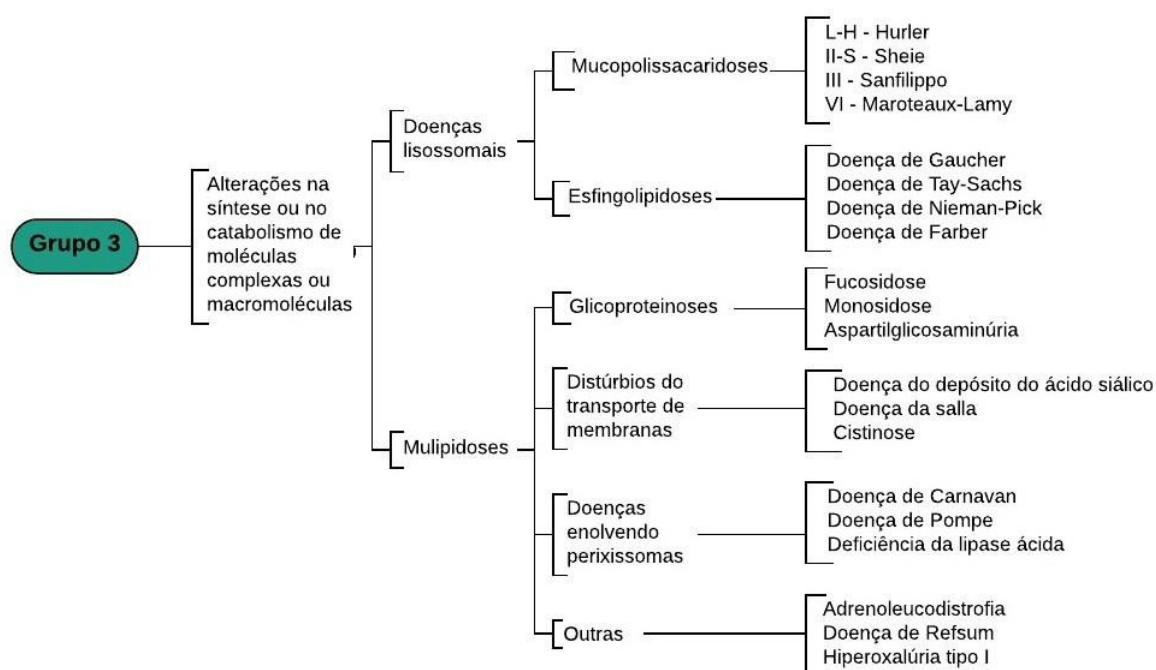 Grupo 3
Alterações na
síntese ou no
catabolismo de
moléculas
complexas ou
macromoléculas
Doenças
lisossomais
Mucopolissacaridoses
L-H - Hurler
II-S - Sheie
III - Sanfilippo
VI - Maroteaux-Lamy
Esfingolipidoses
Doença de Gaucher
Doença de Tay-Sachs
Doença de Nieman-Pick
Doença de Farber
Mulipidoses
Glicoproteinoses
Fucosidose
Monosidose
Aspartilglicosaminúria
Distúrbios do
transporte de
membranas
Doença do depósito do ácido siálico
Doença da salla
Cistinose
Doenças
enolvendo
perixissomas
Doença de Carnavan
Doença de Pompe
Deficiência da lipase ácida
Outras
Adrenoleucodistrofia
Doença de Refsum
Hiperoxalúria tipo I